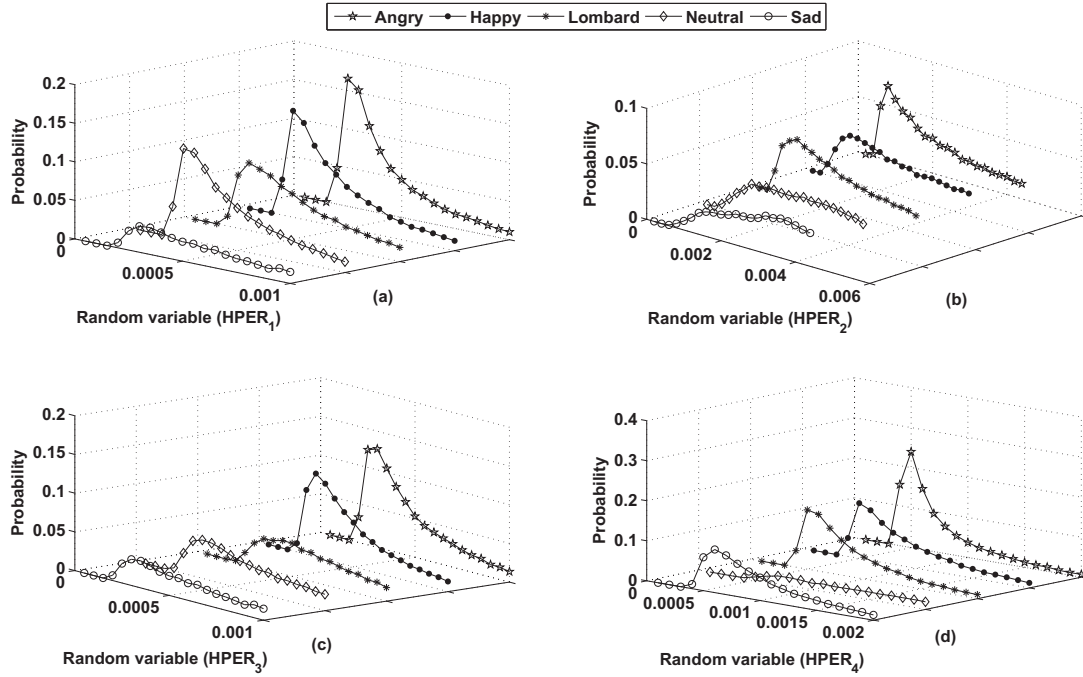 Angry Happy Lombard Neutral Sad
0.2
0.15
0.1
0.05
0
Probability
0
0.0005
0.001
Random variable (HPER1)
(a)
0.1
0.05
0
Probability
0
0.002
0.004
0.006
Random variable (HPER2)
(b)
0.2
0.15
0.1
0.05
0
Probability
0
0.0005
0.001
Random variable (HPER3)
(c)
0.4
0.3
0.2
0.1
0
Probability
0
0.0005
0.001
0.0015
0.002
Random variable (HPER4)
(d)